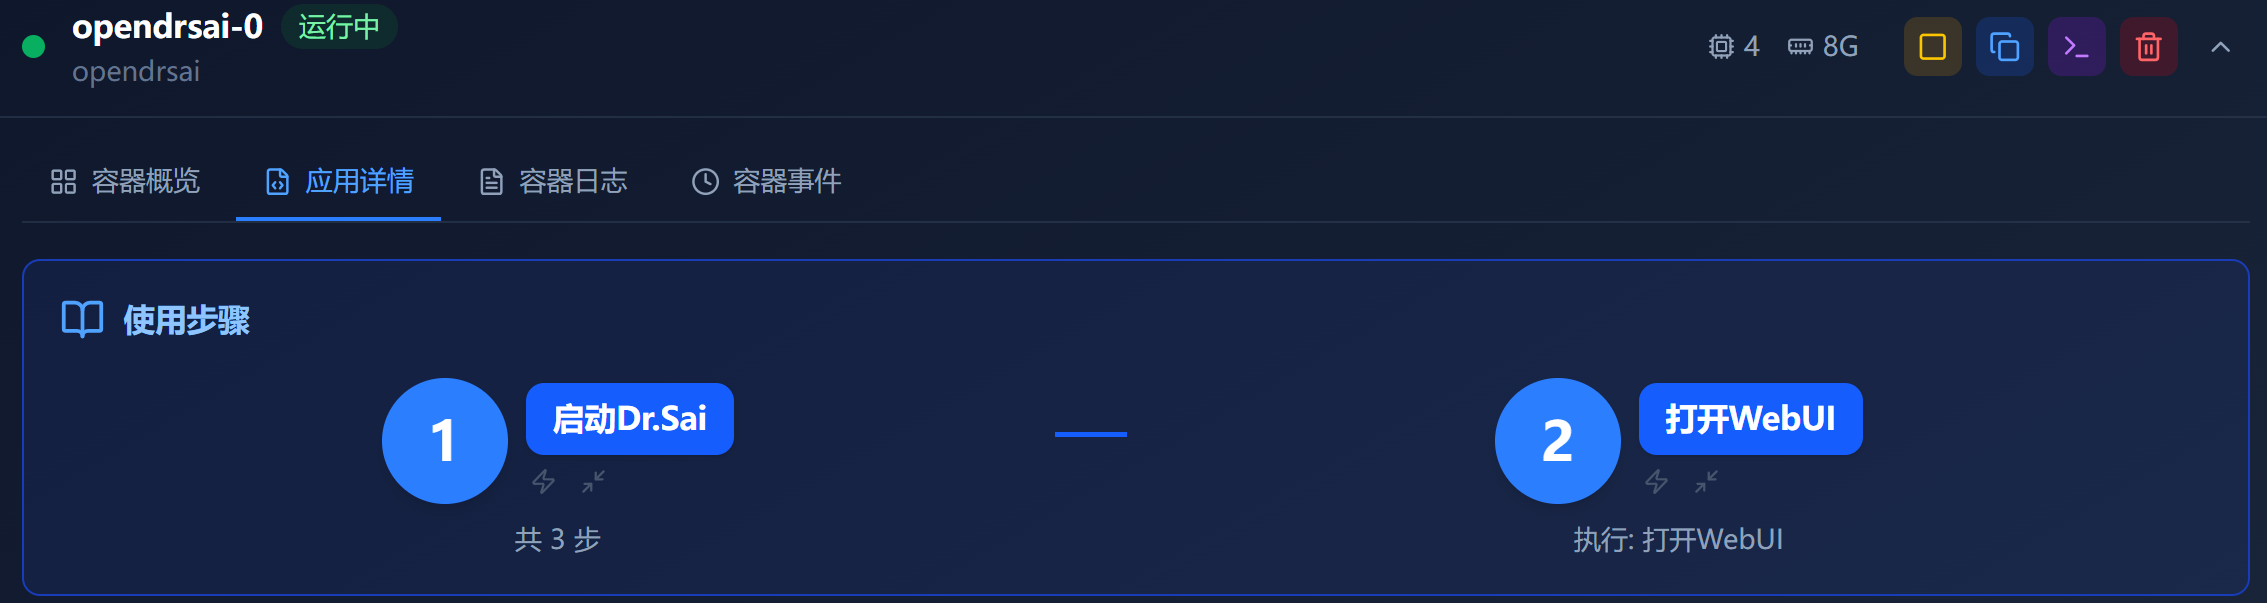 opendrsai-0 运行中
opendrsai
4 8G
容器概览 应用详情 容器日志 容器事件
使用步骤
1 启动Dr.Sai
共 3 步
2 打开WebUI
执行: 打开WebUI